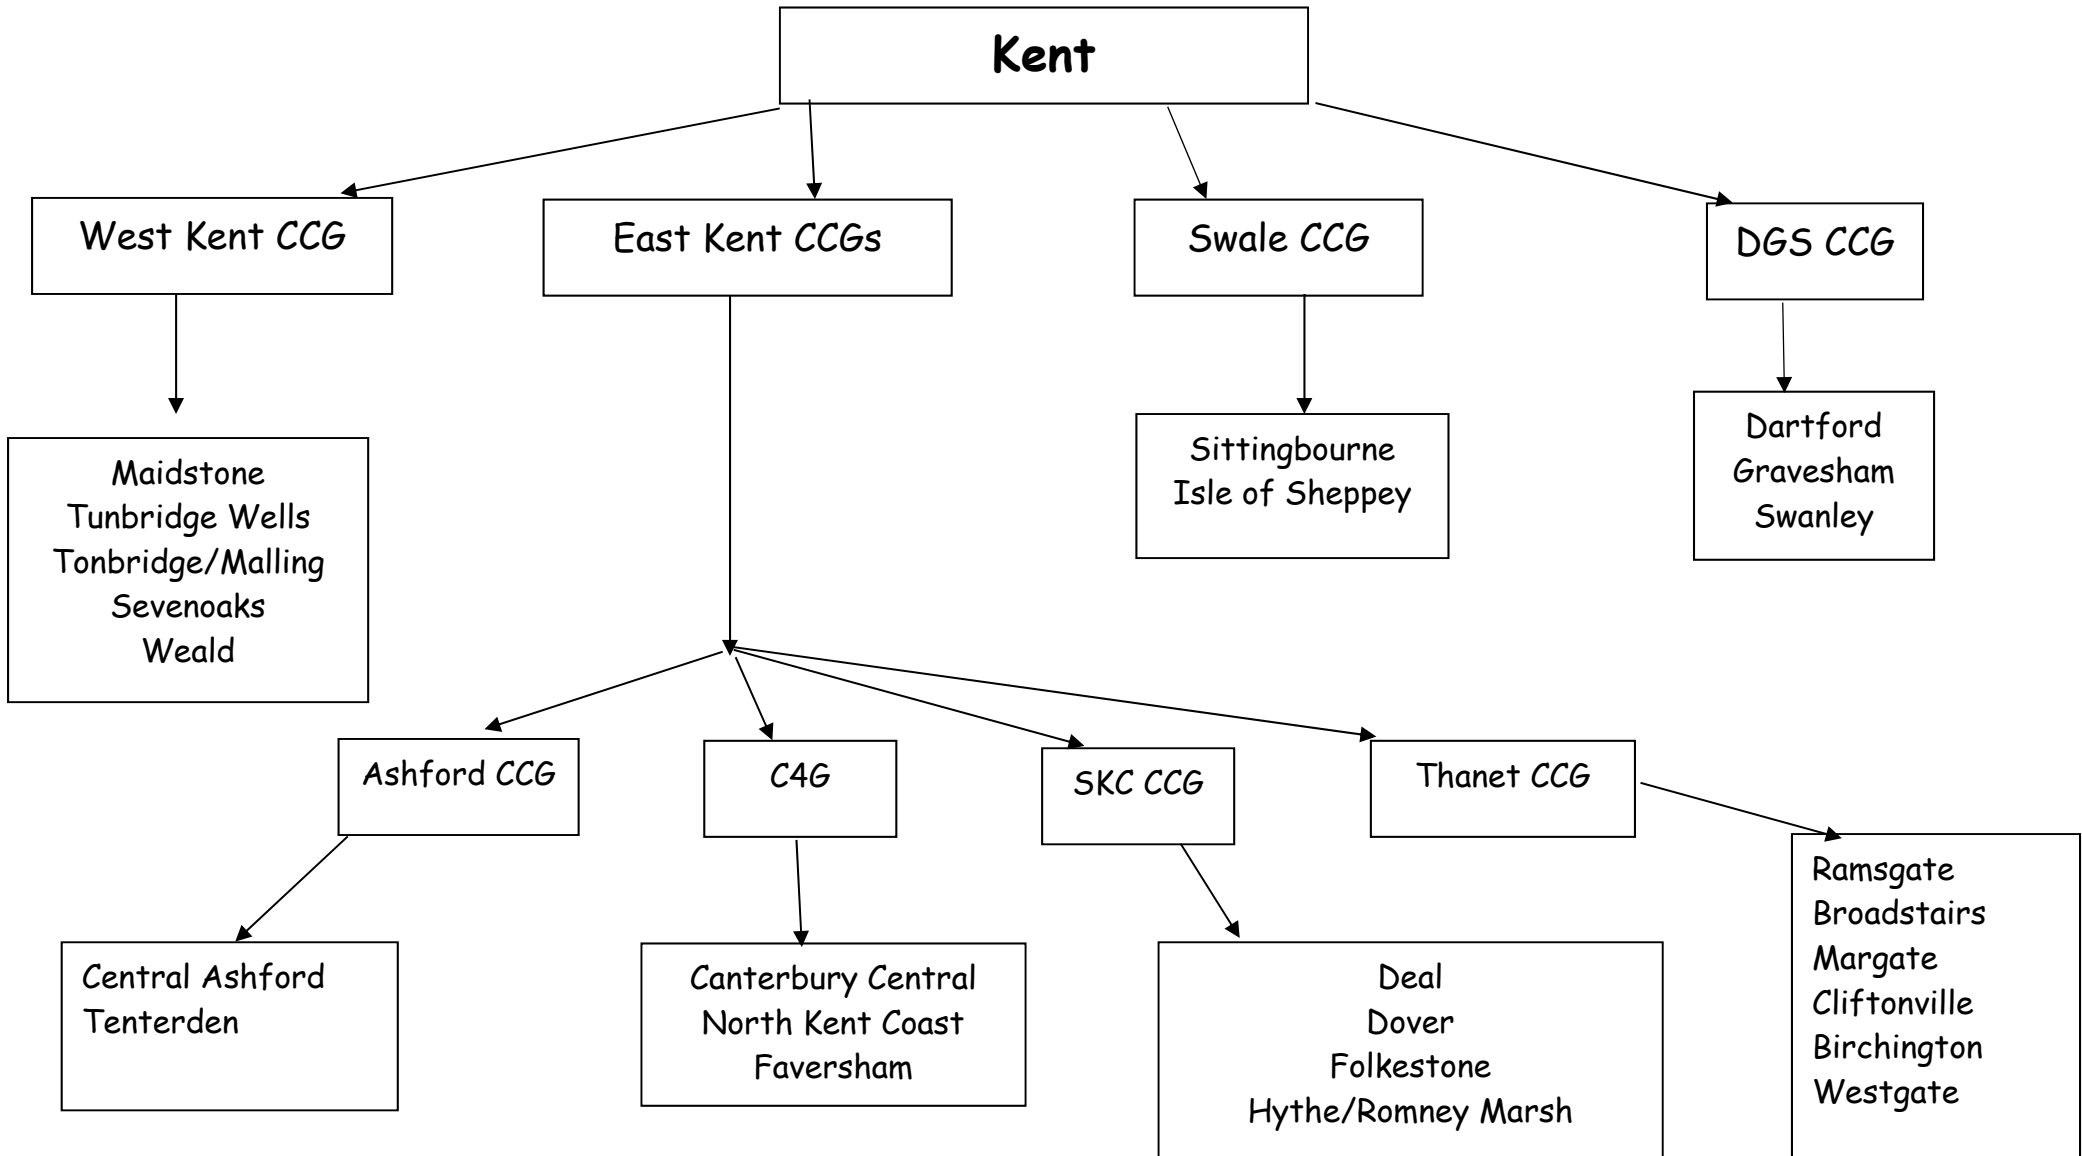 Kent
West Kent CCG
East Kent CCGs
Swale CCG
DGS CCG
Maidstone
Tunbridge Wells
Tonbridge/Malling
Sevenoaks
Weald
Sittingbourne
Isle of Sheppey
Dartford
Gravesham
Swanley
Ashford CCG
C4G
SKC CCG
Thanet CCG
Central Ashford
Tenterden
Canterbury Central
North Kent Coast
Faversham
Deal
Dover
Folkestone
Hythe/Romney Marsh
Ramsgate
Broadstairs
Margate
Cliftonville
Birchington
Westgate